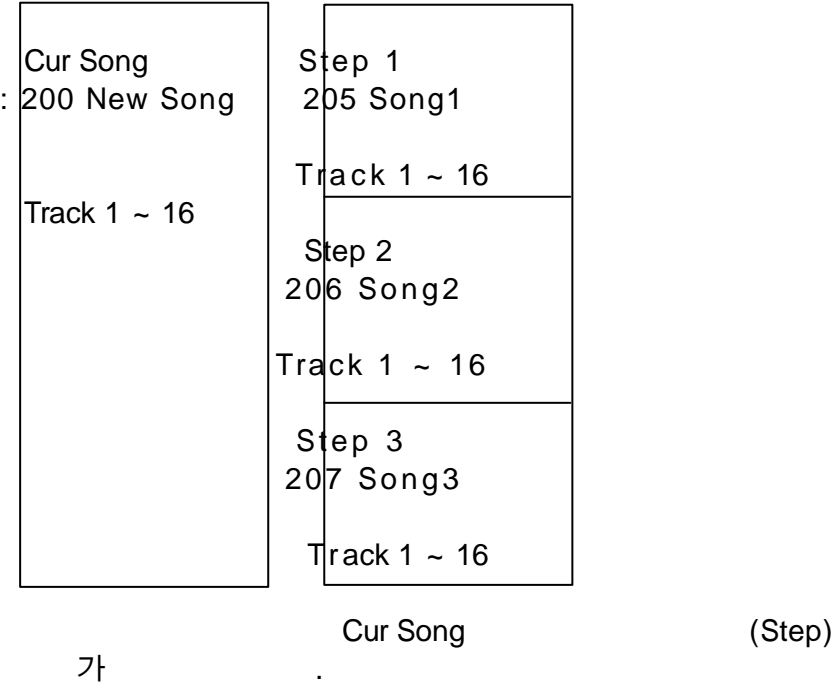 Cur Song
: 200 New Song
Track 1 ~ 16
Step 1
205 Song1
Track 1 ~ 16
Step 2
206 Song2
Track 1 ~ 16
Step 3
207 Song3
Track 1 ~ 16
Cur Song (Step)
가 .